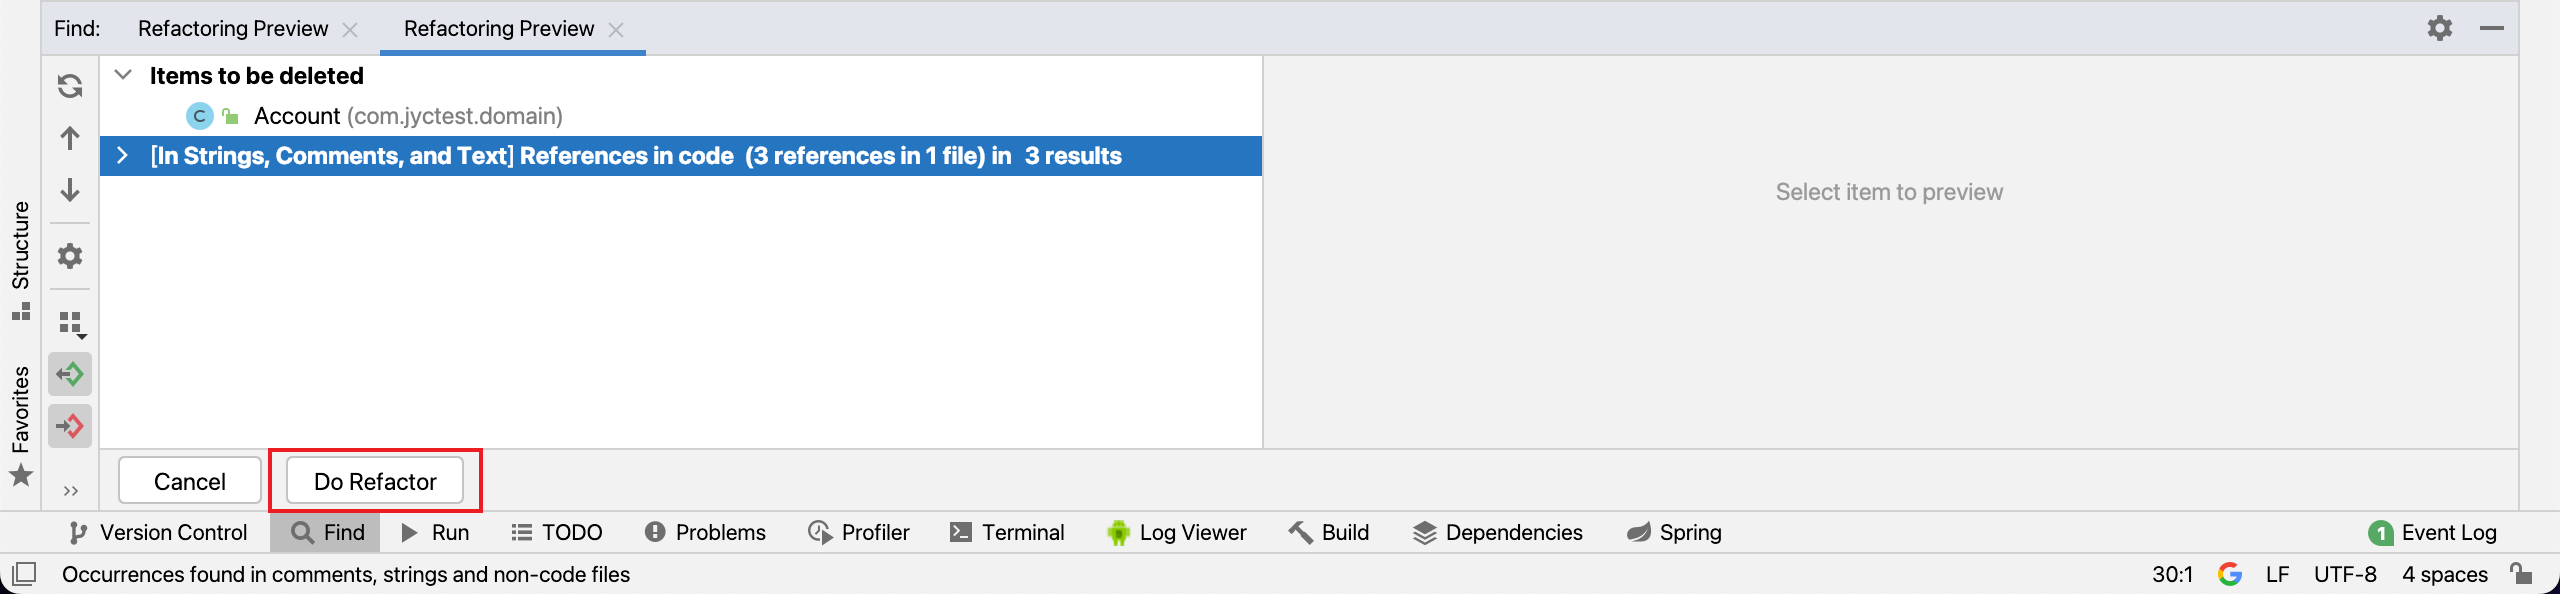 Find: Refactoring Preview Refactoring Preview
Items to be deleted
C Account (com.jyctest.domain)
[In Strings, Comments, and Text] References in code (3 references in 1 file) in 3 results
Select item to preview
Structure
Favorites
Cancel Do Refactor
Version Control Find Run TODO Problems Profiler Terminal Log Viewer Build Dependencies Spring 1 Event Log
Occurrences found in comments, strings and non-code files 30:1 LF UTF-8 4 spaces